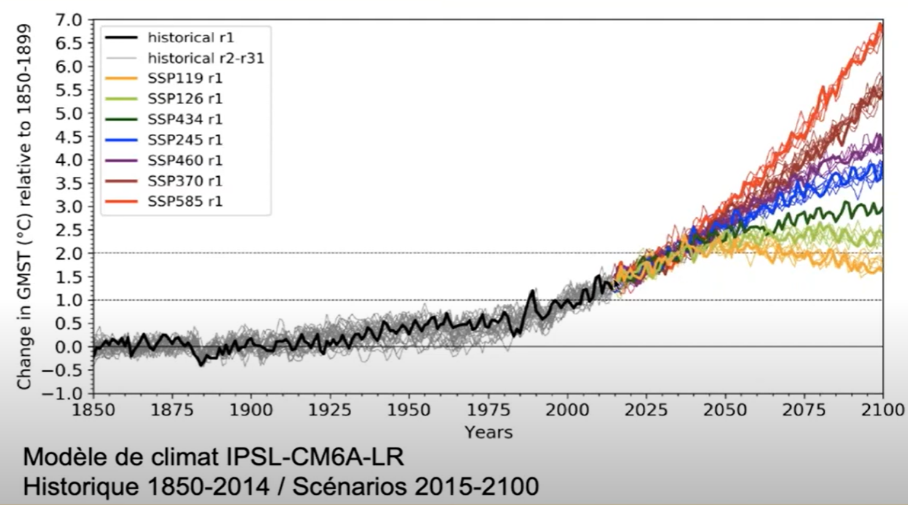 7.0
6.5
6.0
5.5
5.0
4.5
4.0
3.5
3.0
2.5
2.0
1.5
1.0
0.5
0.0
−0.5
−1.0
Change in GMST (°C) relative to 1850-1899
historical r1
historical r2-r31
SSP119 r1
SSP126 r1
SSP434 r1
SSP245 r1
SSP460 r1
SSP370 r1
SSP585 r1
1850 1875 1900 1925 1950 1975 2000 2025 2050 2075 2100
Years
Modèle de climat IPSL-CM6A-LR
Historique 1850-2014 / Scénarios 2015-2100